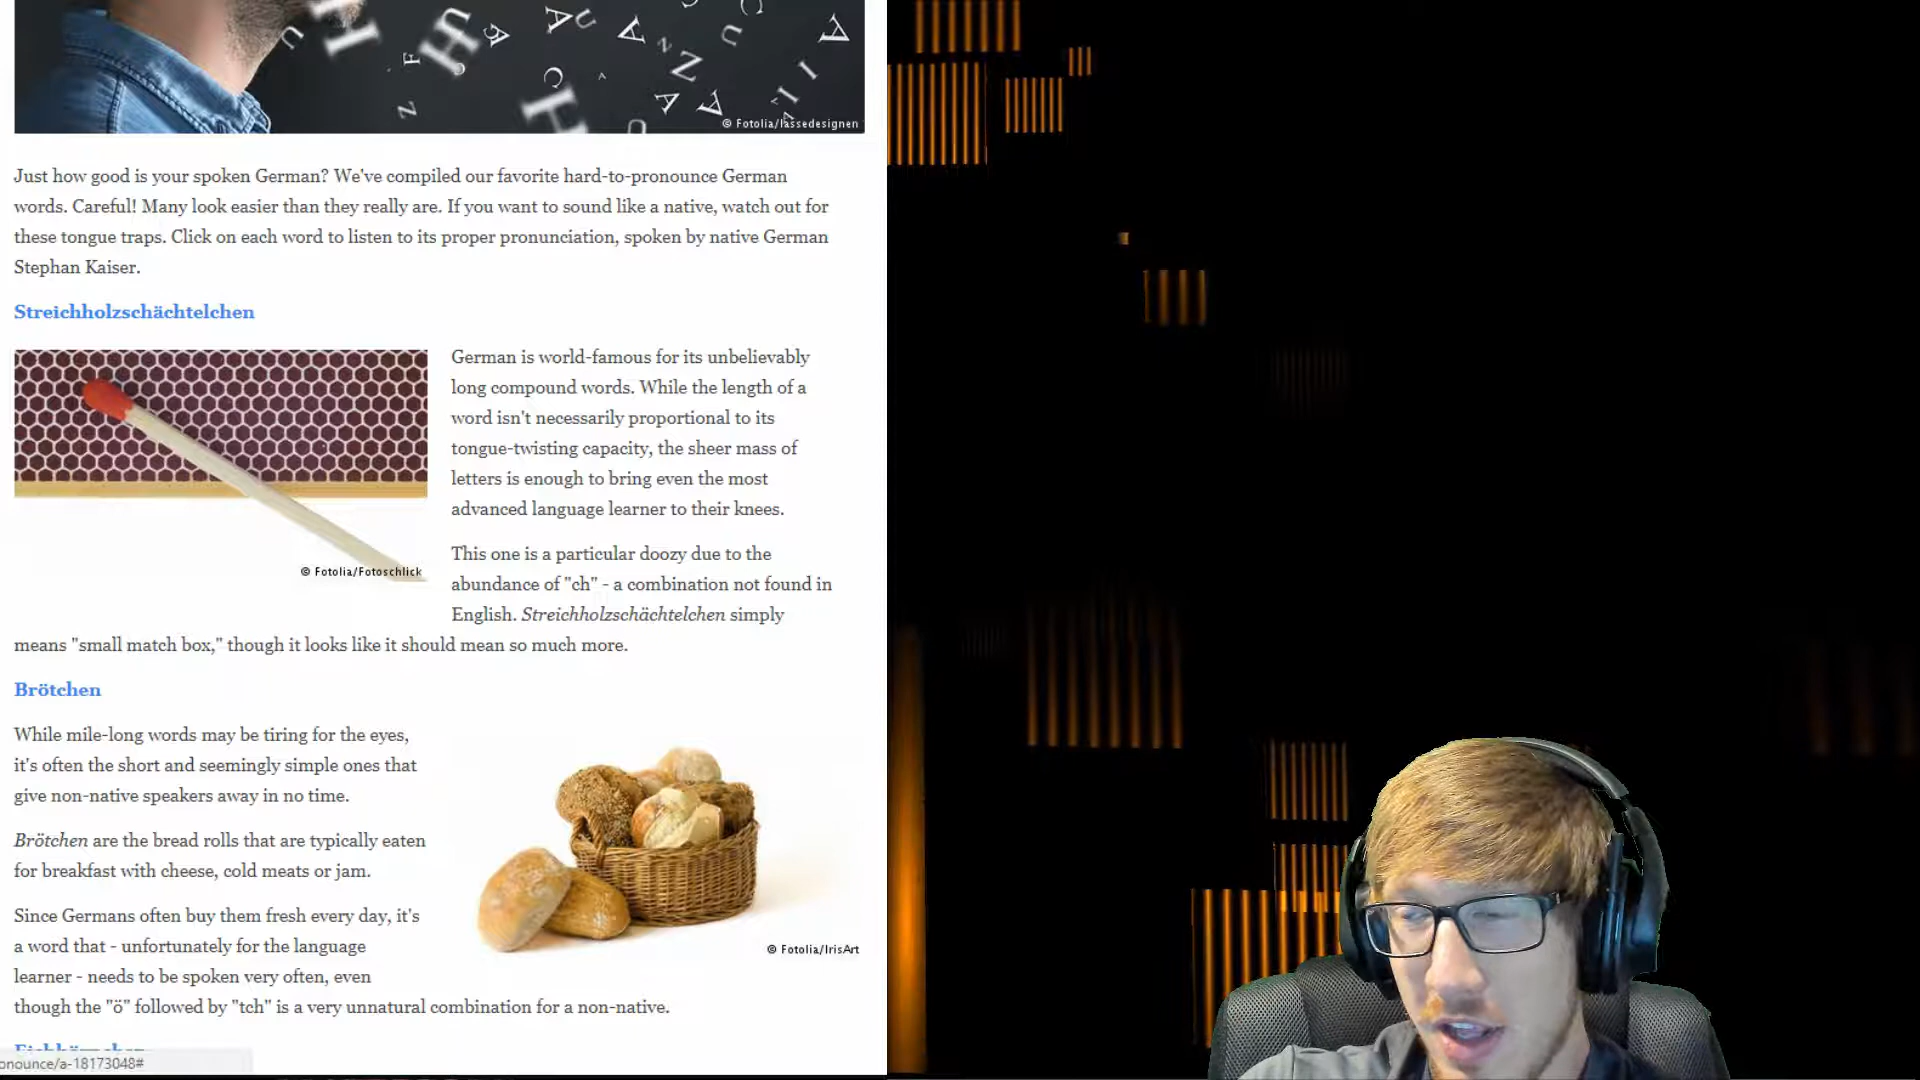 © Fotolia/lassedesignen
Just how good is your spoken German? We've compiled our favorite hard-to-pronounce German
words. Careful! Many look easier than they really are. If you want to sound like a native, watch out for
these tongue traps. Click on each word to listen to its proper pronunciation, spoken by native German
Stephan Kaiser.
Streichholzschächtelchen
German is world-famous for its unbelievably
long compound words. While the length of a
word isn't necessarily proportional to its
tongue-twisting capacity, the sheer mass of
letters is enough to bring even the most
advanced language learner to their knees.
© Fotolia/Fotoschlick
This one is a particular doozy due to the
abundance of "ch" - a combination not found in
English. Streichholzschächtelchen simply
means "small match box," though it looks like it should mean so much more.
Brötchen
While mile-long words may be tiring for the eyes,
it's often the short and seemingly simple ones that
give non-native speakers away in no time.
Brötchen are the bread rolls that are typically eaten
for breakfast with cheese, cold meats or jam.
Since Germans often buy them fresh every day, it's
a word that - unfortunately for the language
learner - needs to be spoken very often, even
though the "ö" followed by "tch" is a very unnatural combination for a non-native.
© Fotolia/IrisArt
onounce/a-18173048#